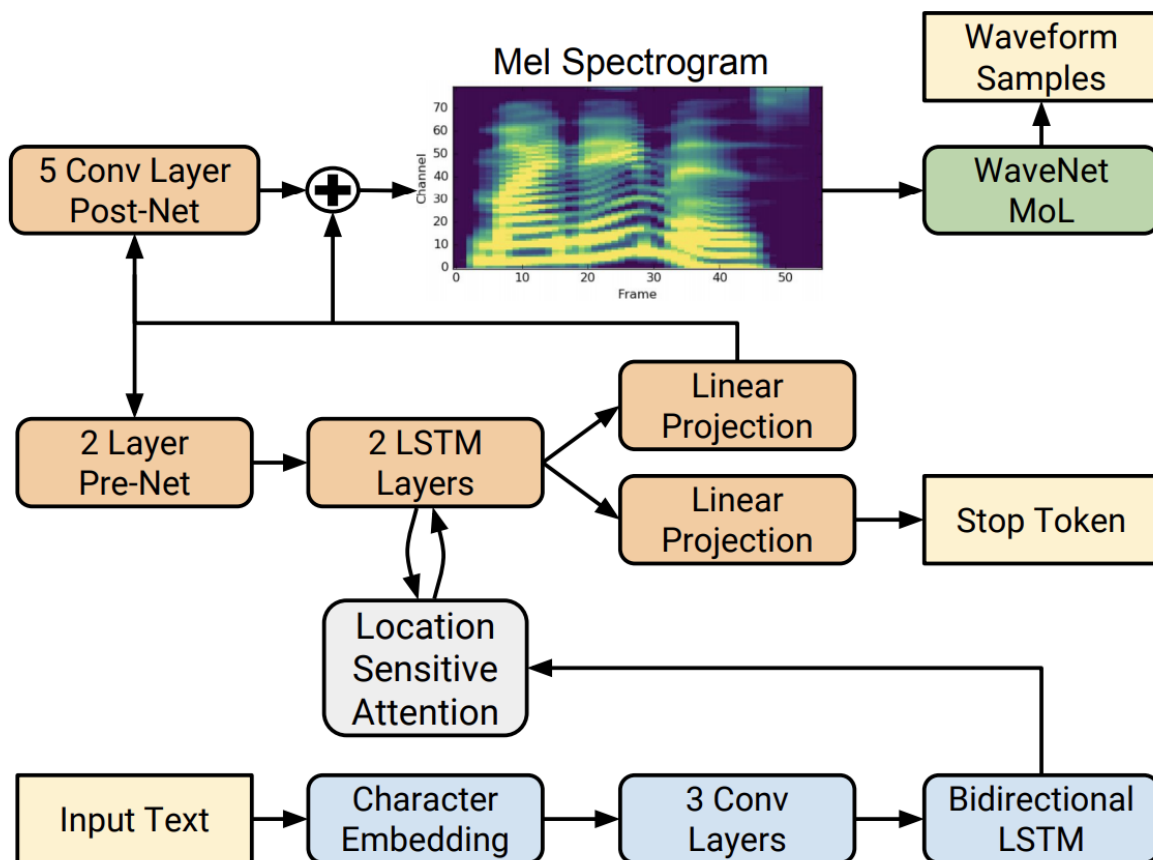 Waveform
Samples
Mel Spectrogram
5 Conv Layer
Post-Net
WaveNet
MoL
Channel
70
60
50
40
30
20
10
0
0 10 20 30 40 50
Frame
2 Layer
Pre-Net
2 LSTM
Layers
Linear
Projection
Linear
Projection
Stop Token
Location
Sensitive
Attention
Input Text
Character
Embedding
3 Conv
Layers
Bidirectional
LSTM